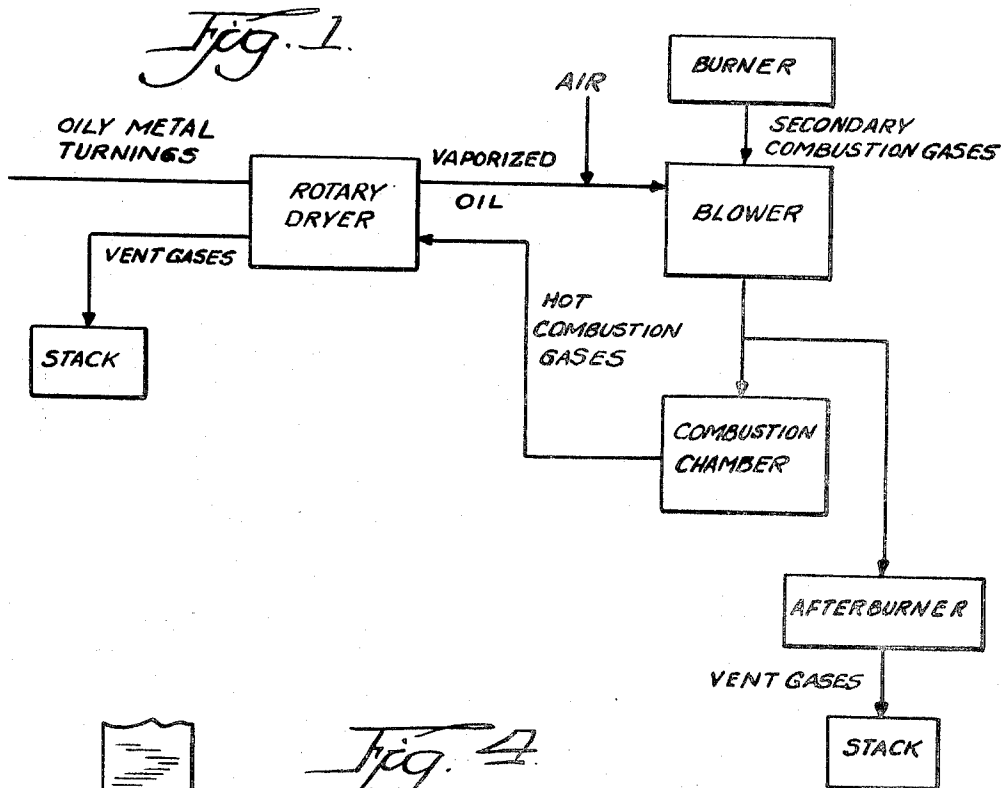 Fig. 1.
BURNER
AIR
OILY METAL
TURNINGS
SECONDARY
COMBUSTION GASES
VAPORIZED
OIL
ROTARY
DRYER
BLOWER
VENT GASES
HOT
COMBUSTION
GASES
STACK
COMBUSTION
CHAMBER
AFTERBURNER
VENT GASES
STACK
Fig. 4.